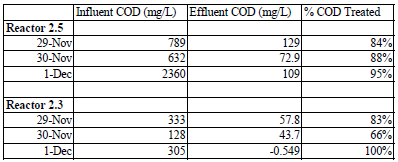 Influent COD (mg/L) Effluent COD (mg/L) % COD Treated
Reactor 2.5
29-Nov 789 129 84%
30-Nov 632 72.9 88%
1-Dec 2360 109 95%
Reactor 2.3
29-Nov 333 57.8 83%
30-Nov 128 43.7 66%
1-Dec 305 -0.549 100%